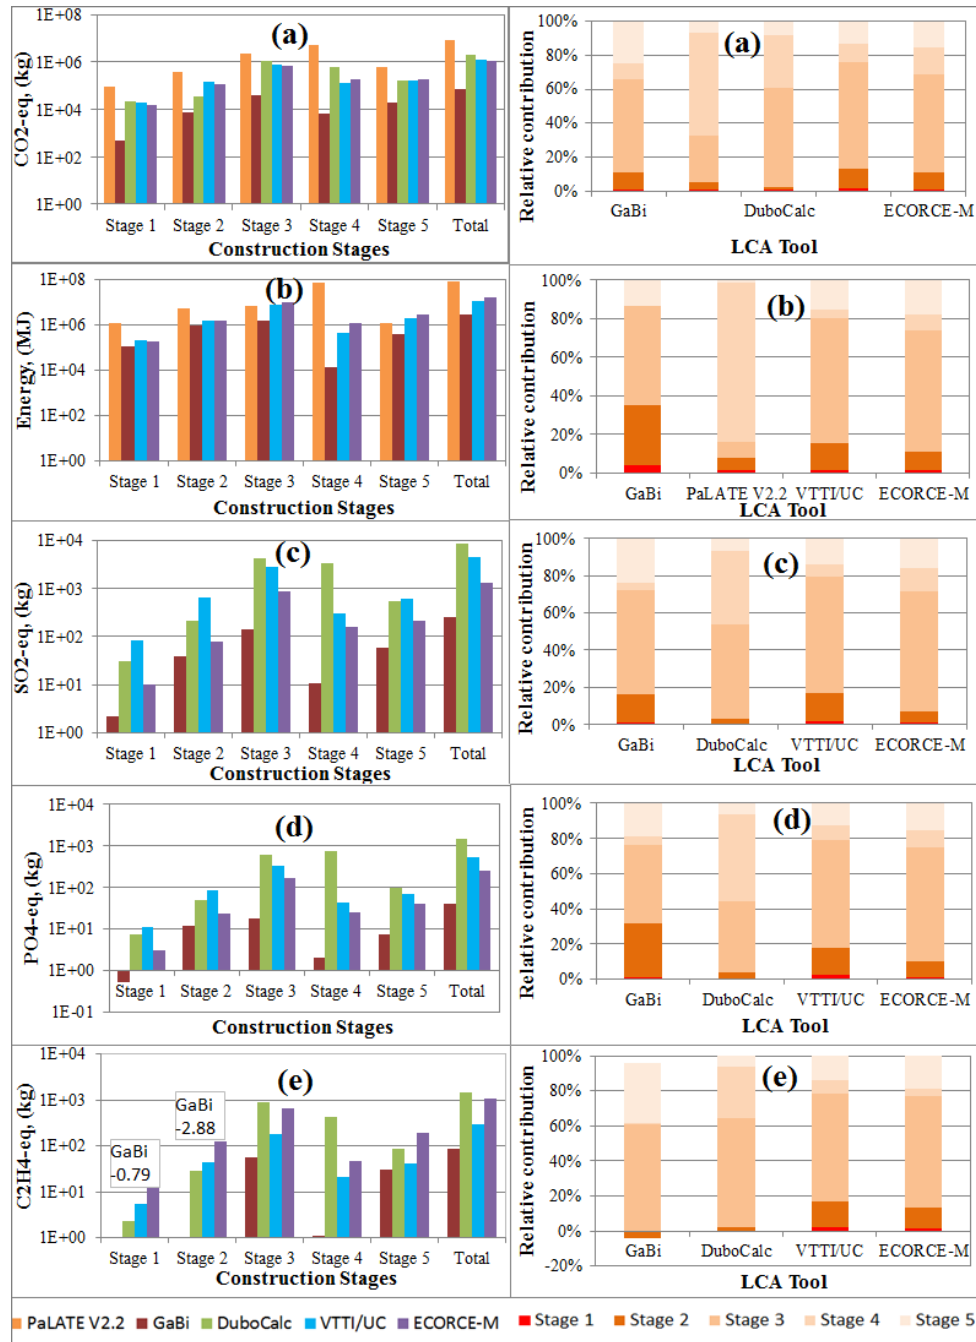 (a)
CO2-eq, (kg)
1E+08
1E+06
1E+04
1E+02
1E+00
Stage 1 Stage 2 Stage 3 Stage 4 Stage 5 Total
Construction Stages
(a)
Relative contribution
100%
80%
60%
40%
20%
0%
GaBi DuboCalc ECORCE-M
LCA Tool
(b)
Energy, (MJ)
1E+08
1E+06
1E+04
1E+02
1E+00
Stage 1 Stage 2 Stage 3 Stage 4 Stage 5 Total
Construction Stages
(b)
Relative contribution
100%
80%
60%
40%
20%
0%
GaBi PaLATE V2.2 VTTI/UC ECORCE-M
LCA Tool
(c)
SO2-eq, (kg)
1E+04
1E+03
1E+02
1E+01
1E+00
Stage 1 Stage 2 Stage 3 Stage 4 Stage 5 Total
Construction Stages
(c)
Relative contribution
100%
80%
60%
40%
20%
0%
GaBi DuboCalc VTTI/UC ECORCE-M
LCA Tool
(d)
PO4-eq, (kg)
1E+04
1E+03
1E+02
1E+01
1E+00
1E-01
Stage 1 Stage 2 Stage 3 Stage 4 Stage 5 Total
Construction Stages
(d)
Relative contribution
100%
80%
60%
40%
20%
0%
GaBi DuboCalc VTTI/UC ECORCE-M
LCA Tool
(e)
C2H4-eq, (kg)
1E+04
1E+03
1E+02
1E+01
1E+00
GaBi
-0.79
GaBi
-2.88
Stage 1 Stage 2 Stage 3 Stage 4 Stage 5 Total
Construction Stages
(e)
Relative contribution
100%
80%
60%
40%
20%
0%
-20%
GaBi DuboCalc VTTI/UC ECORCE-M
LCA Tool
PaLATE V2.2 GaBi DuboCalc VTTI/UC ECORCE-M
Stage 1 Stage 2 Stage 3 Stage 4 Stage 5